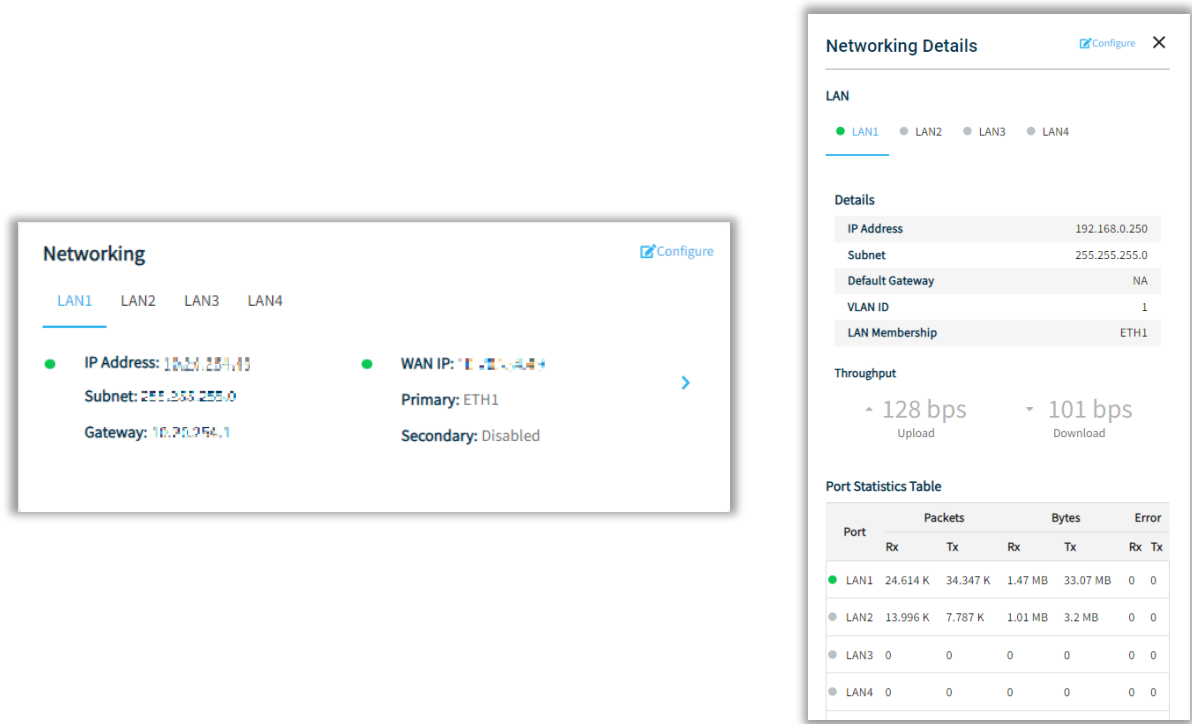 Networking
Configure
LAN1 LAN2 LAN3 LAN4
IP Address:
WAN IP:
Subnet:
Primary: ETH1
Gateway:
Secondary: Disabled
Networking Details
Configure
LAN
LAN1 LAN2 LAN3 LAN4
Details
IP Address 192.168.0.250
Subnet 255.255.255.0
Default Gateway NA
VLAN ID 1
LAN Membership ETH1
Throughput
128 bps 101 bps
Upload Download
Port Statistics Table
Port Packets Bytes Error
Rx Tx Rx Tx Rx Tx
LAN1 24.614 K 34.347 K 1.47 MB 33.07 MB 0 0
LAN2 13.996 K 7.787 K 1.01 MB 3.2 MB 0 0
LAN3 0 0 0 0 0 0
LAN4 0 0 0 0 0 0